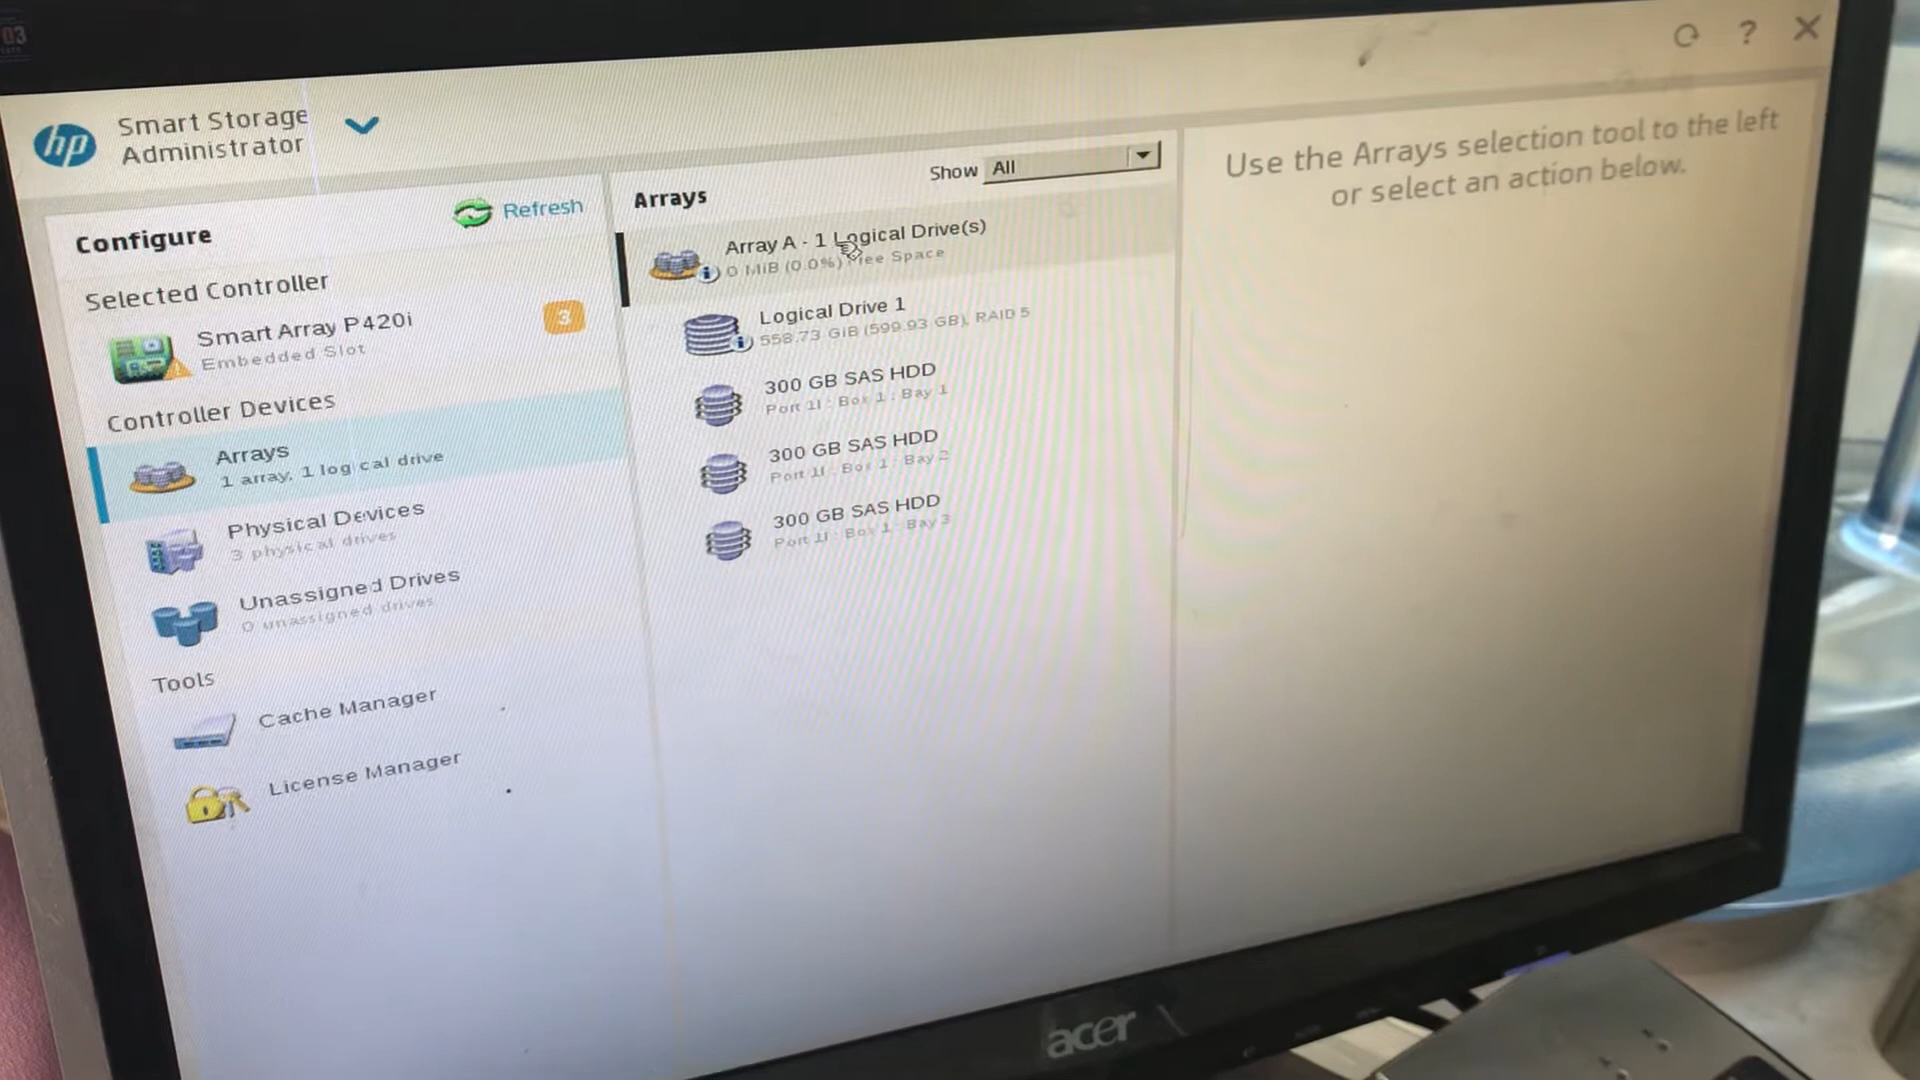 03
hp
Smart Storage
Administrator
?
Configure
Refresh
Selected Controller
Smart Array P420i
Embedded Slot
3
Controller Devices
Arrays
1 array, 1 logical drive
Physical Devices
3 physical drives
Unassigned Drives
0 unassigned drives
Tools
Cache Manager
License Manager
Arrays
Show All
Array A - 1 Logical Drive(s)
0 MiB (0.0%) Free Space
Logical Drive 1
558.73 GiB (599.93 GB), RAID 5
300 GB SAS HDD
Port 1I : Box 1 : Bay 1
300 GB SAS HDD
Port 1I : Box 1 : Bay 2
300 GB SAS HDD
Port 1I : Box 1 : Bay 3
Use the Arrays selection tool to the left
or select an action below.
acer